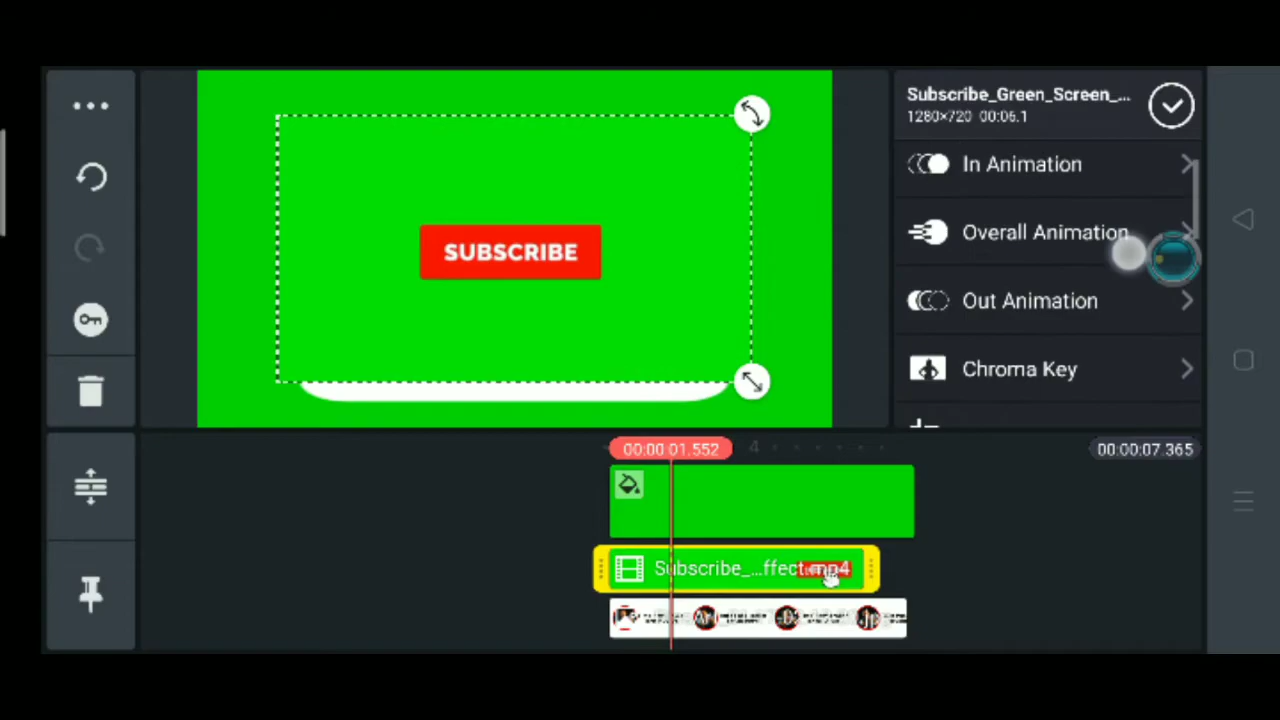 Subscribe_Green_Screen_...
1280×720 00:06.1
In Animation
Overall Animation
SUBSCRIBE
Out Animation
Chroma Key
00:00:01.552
4
00:00:07.365
Subscribe_...ffect.mp4